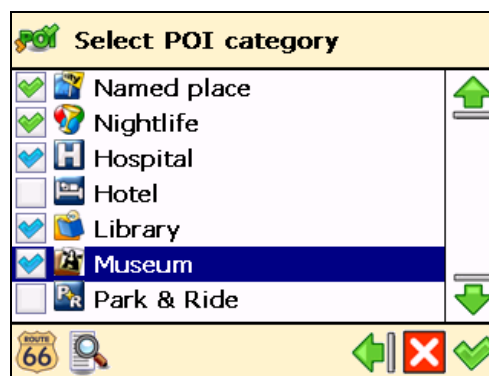 POI Select POI category
Named place
Nightlife
H Hospital
Hotel
Library
Museum
P&R Park & Ride
ROUTE
66